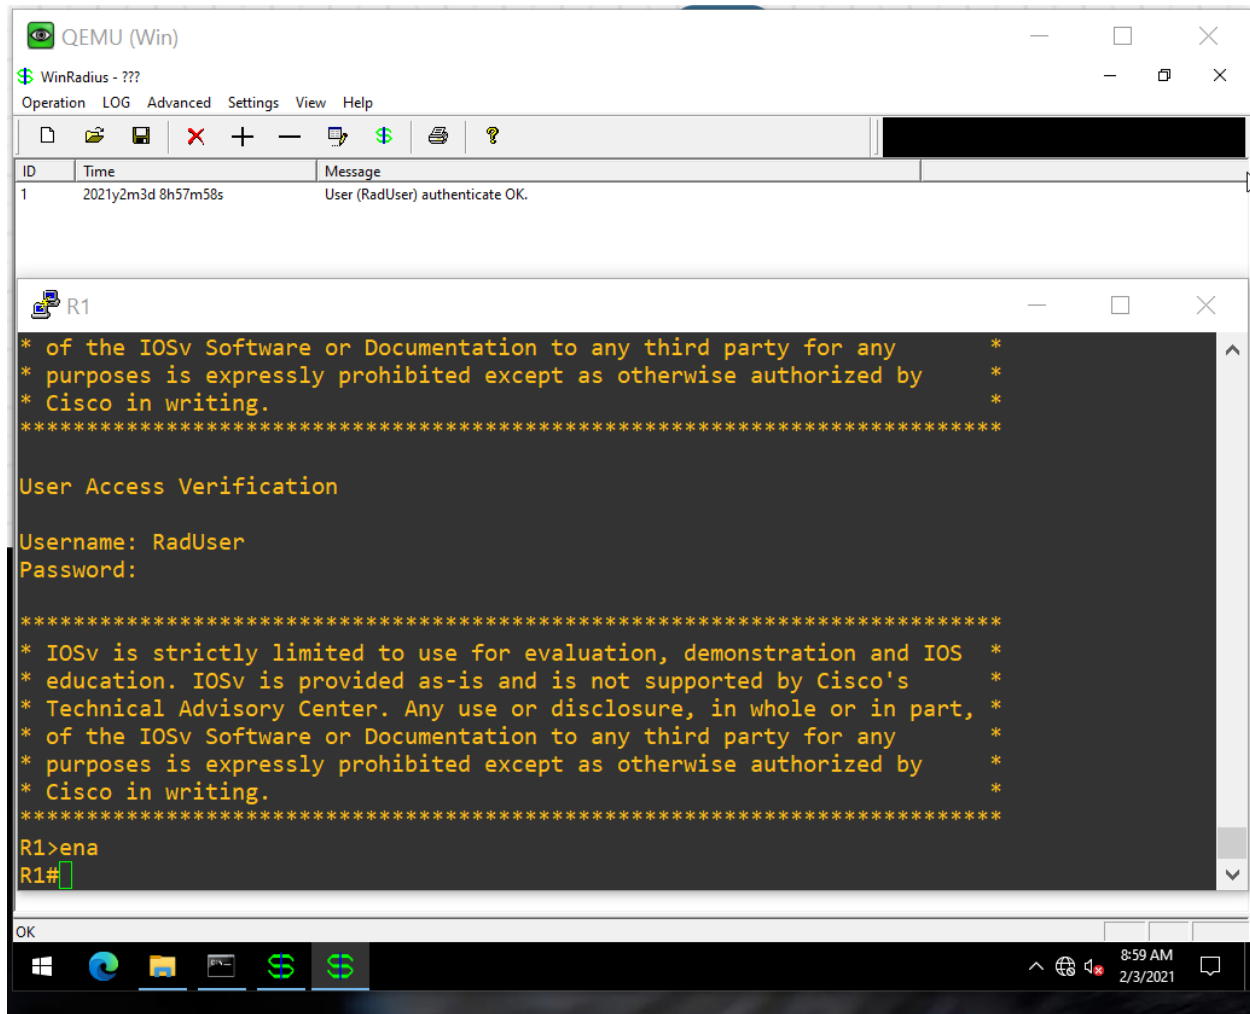 QEMU (Win)
WinRadius - ???
Operation LOG Advanced Settings View Help
ID Time Message
1 2021y2m3d 8h57m58s User (RadUser) authenticate OK.
R1
* of the IOSv Software or Documentation to any third party for any *
* purposes is expressly prohibited except as otherwise authorized by *
* Cisco in writing. *
**************************************************************************
User Access Verification
Username: RadUser
Password:
**************************************************************************
* IOSv is strictly limited to use for evaluation, demonstration and IOS *
* education. IOSv is provided as-is and is not supported by Cisco's *
* Technical Advisory Center. Any use or disclosure, in whole or in part, *
* of the IOSv Software or Documentation to any third party for any *
* purposes is expressly prohibited except as otherwise authorized by *
* Cisco in writing. *
**************************************************************************
R1>ena
R1#
OK
8:59 AM
2/3/2021